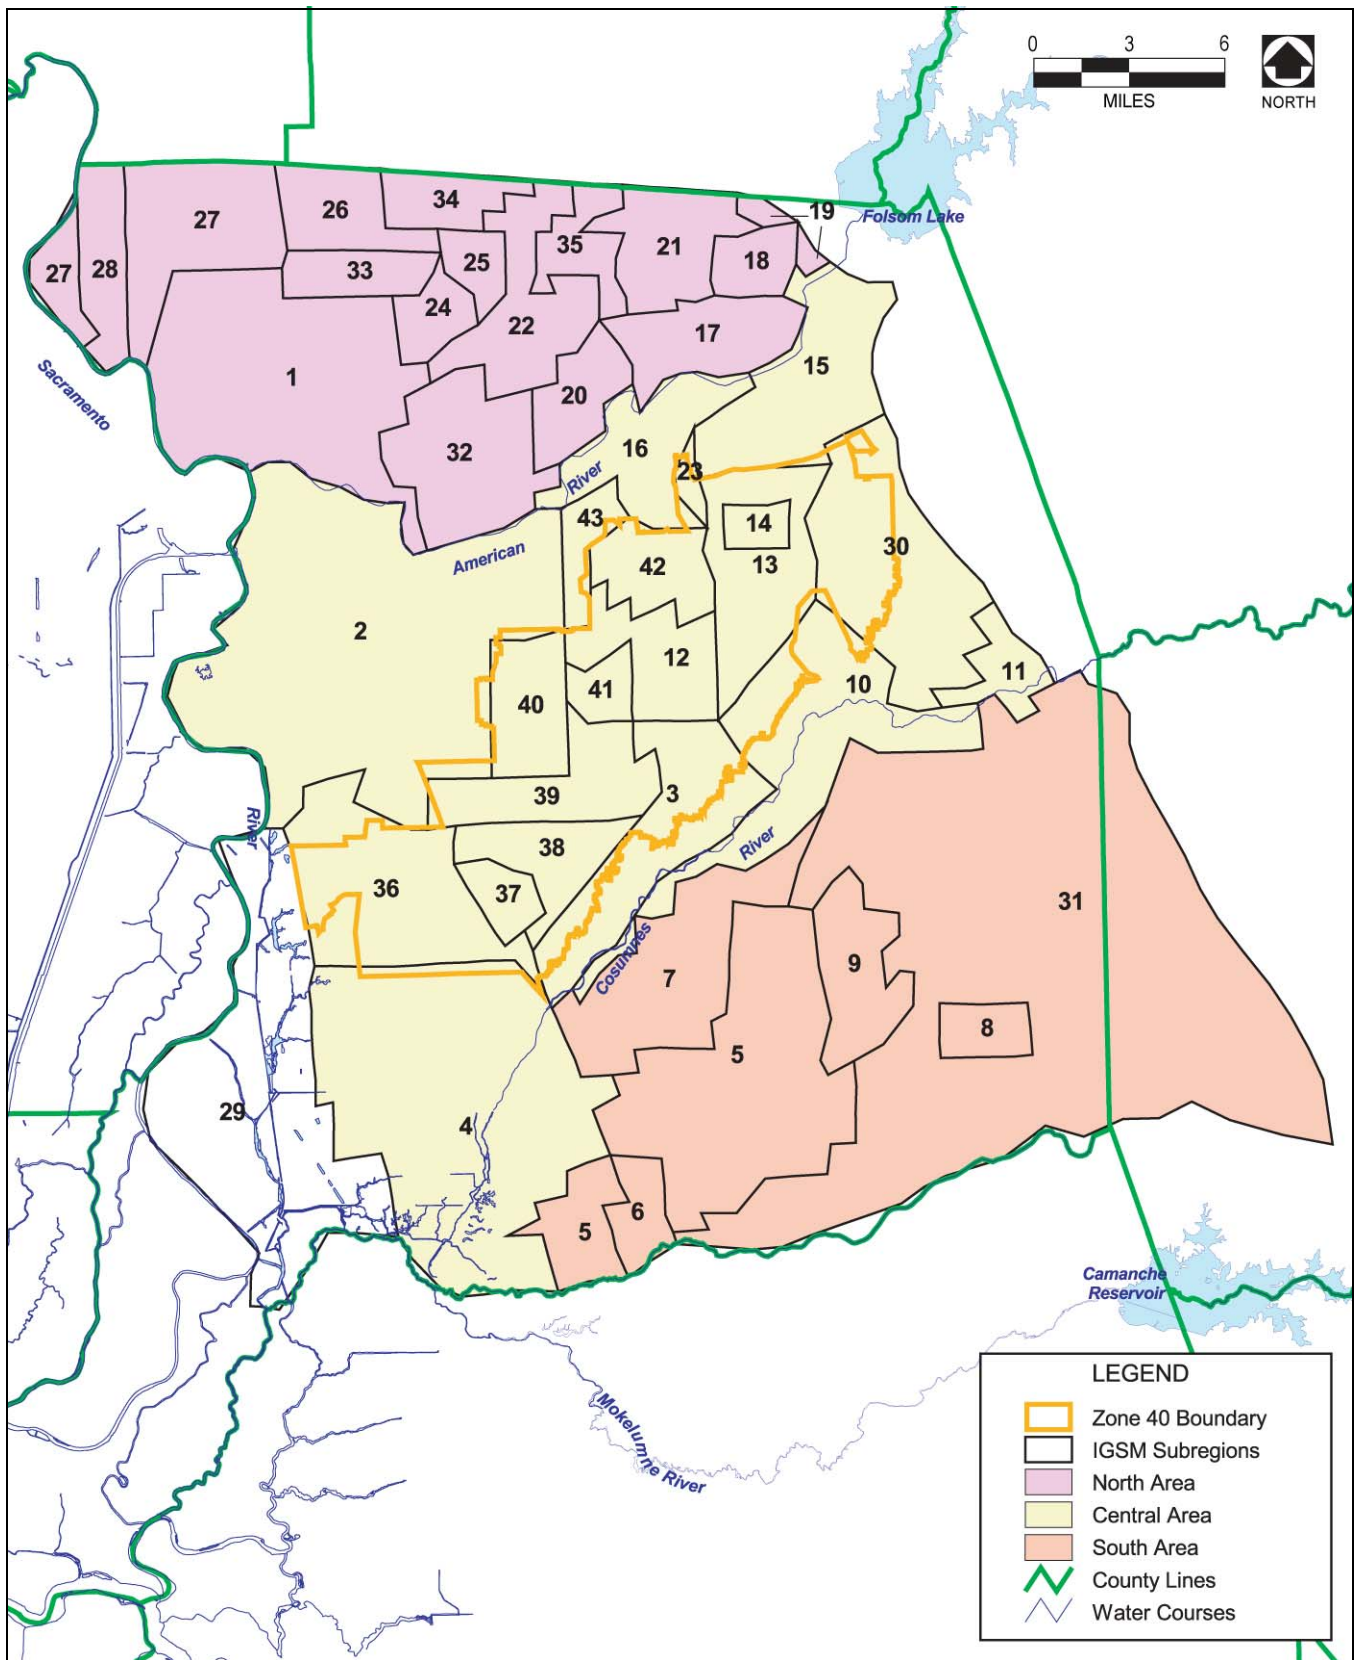 0 3 6
MILES
NORTH
34
26
27
19
Folsom Lake
35
21
25
18
33
27
28
24
22
17
15
1
20
Sacramento
16
32
23
River
43
14
American
30
42
13
2
12
11
41
10
40
39
3
River
38
River
36
37
31
Cosumnes
9
7
8
5
29
4
6
5
Camanche
Reservoir
Mokelumne River
LEGEND
Zone 40 Boundary
IGSM Subregions
North Area
Central Area
South Area
County Lines
Water Courses